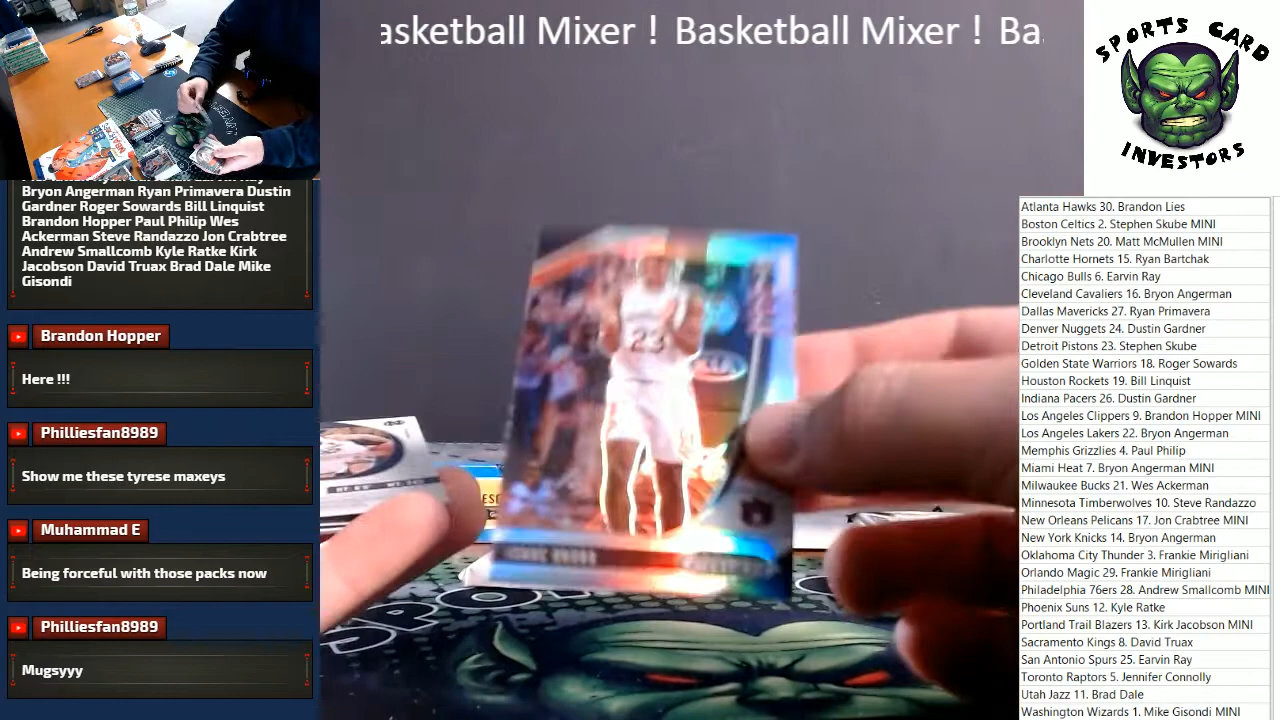 asketball Mixer ! Basketball Mixer ! Ba
SPORTS CARD
INVESTORS
Bryon Angerman Ryan Primavera Dustin
Gardner Roger Sowards Bill Linquist
Brandon Hopper Paul Philip Wes
Ackerman Steve Randazzo Jon Crabtree
Andrew Smallcomb Kyle Ratke Kirk
Jacobson David Truax Brad Dale Mike
Gisondi
Brandon Hopper
Here !!!
Philliesfan8989
Show me these tyrese maxeys
Muhammad E
Being forceful with those packs now
Philliesfan8989
Mugsyyy
23
Atlanta Hawks 30. Brandon Lies
Boston Celtics 2. Stephen Skube MINI
Brooklyn Nets 20. Matt McMullen MINI
Charlotte Hornets 15. Ryan Bartchak
Chicago Bulls 6. Earvin Ray
Cleveland Cavaliers 16. Bryon Angerman
Dallas Mavericks 27. Ryan Primavera
Denver Nuggets 24. Dustin Gardner
Detroit Pistons 23. Stephen Skube
Golden State Warriors 18. Roger Sowards
Houston Rockets 19. Bill Linquist
Indiana Pacers 26. Dustin Gardner
Los Angeles Clippers 9. Brandon Hopper MINI
Los Angeles Lakers 22. Bryon Angerman
Memphis Grizzlies 4. Paul Philip
Miami Heat 7. Bryon Angerman MINI
Milwaukee Bucks 21. Wes Ackerman
Minnesota Timberwolves 10. Steve Randazzo
New Orleans Pelicans 17. Jon Crabtree MINI
New York Knicks 14. Bryon Angerman
Oklahoma City Thunder 3. Frankie Mirigliani
Orlando Magic 29. Frankie Mirigliani
Philadelphia 76ers 28. Andrew Smallcomb MINI
Phoenix Suns 12. Kyle Ratke
Portland Trail Blazers 13. Kirk Jacobson MINI
Sacramento Kings 8. David Truax
San Antonio Spurs 25. Earvin Ray
Toronto Raptors 5. Jennifer Connolly
Utah Jazz 11. Brad Dale
Washington Wizards 1. Mike Gisondi MINI